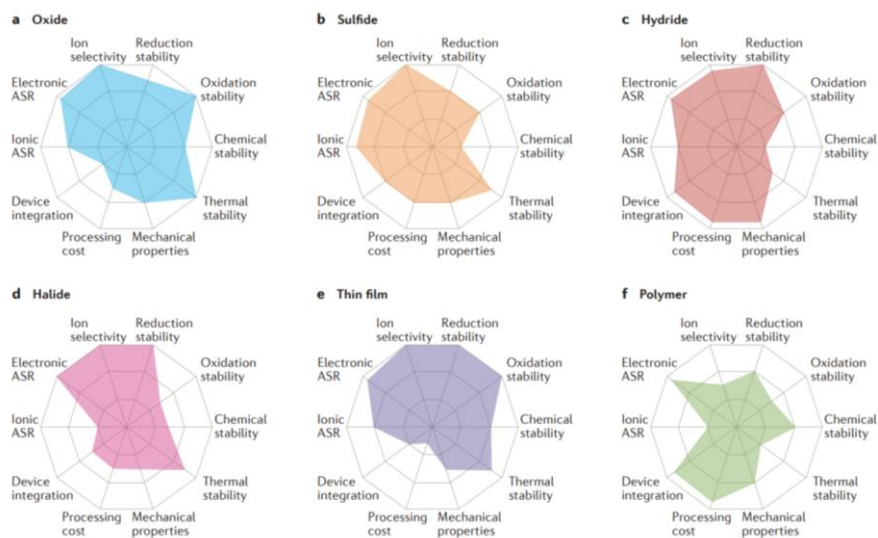 a Oxide
Ion selectivity
Reduction stability
Electronic ASR
Oxidation stability
Ionic ASR
Chemical stability
Device integration
Thermal stability
Processing cost
Mechanical properties
b Sulfide
Ion selectivity
Reduction stability
Electronic ASR
Oxidation stability
Ionic ASR
Chemical stability
Device integration
Thermal stability
Processing cost
Mechanical properties
c Hydride
Ion selectivity
Reduction stability
Electronic ASR
Oxidation stability
Ionic ASR
Chemical stability
Device integration
Thermal stability
Processing cost
Mechanical properties
d Halide
Ion selectivity
Reduction stability
Electronic ASR
Oxidation stability
Ionic ASR
Chemical stability
Device integration
Thermal stability
Processing cost
Mechanical properties
e Thin film
Ion selectivity
Reduction stability
Electronic ASR
Oxidation stability
Ionic ASR
Chemical stability
Device integration
Thermal stability
Processing cost
Mechanical properties
f Polymer
Ion selectivity
Reduction stability
Electronic ASR
Oxidation stability
Ionic ASR
Chemical stability
Device integration
Thermal stability
Processing cost
Mechanical properties